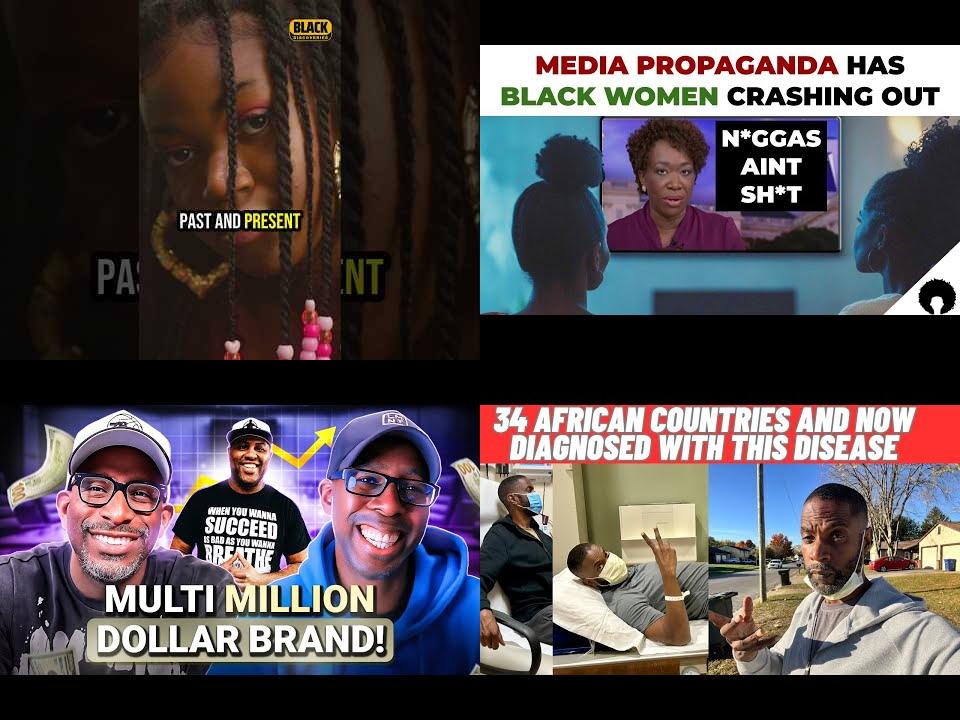 BLACK
DISCOVERIES
PAST AND PRESENT
PAS
ENT
MEDIA PROPAGANDA HAS
BLACK WOMEN CRASHING OUT
N*GGAS
AINT
SH*T
WHEN YOU WANNA
SUCCEED
AS BAD AS YOU WANNA
BREATHE
MULTI MILLION
DOLLAR BRAND!
34 AFRICAN COUNTRIES AND NOW
DIAGNOSED WITH THIS DISEASE